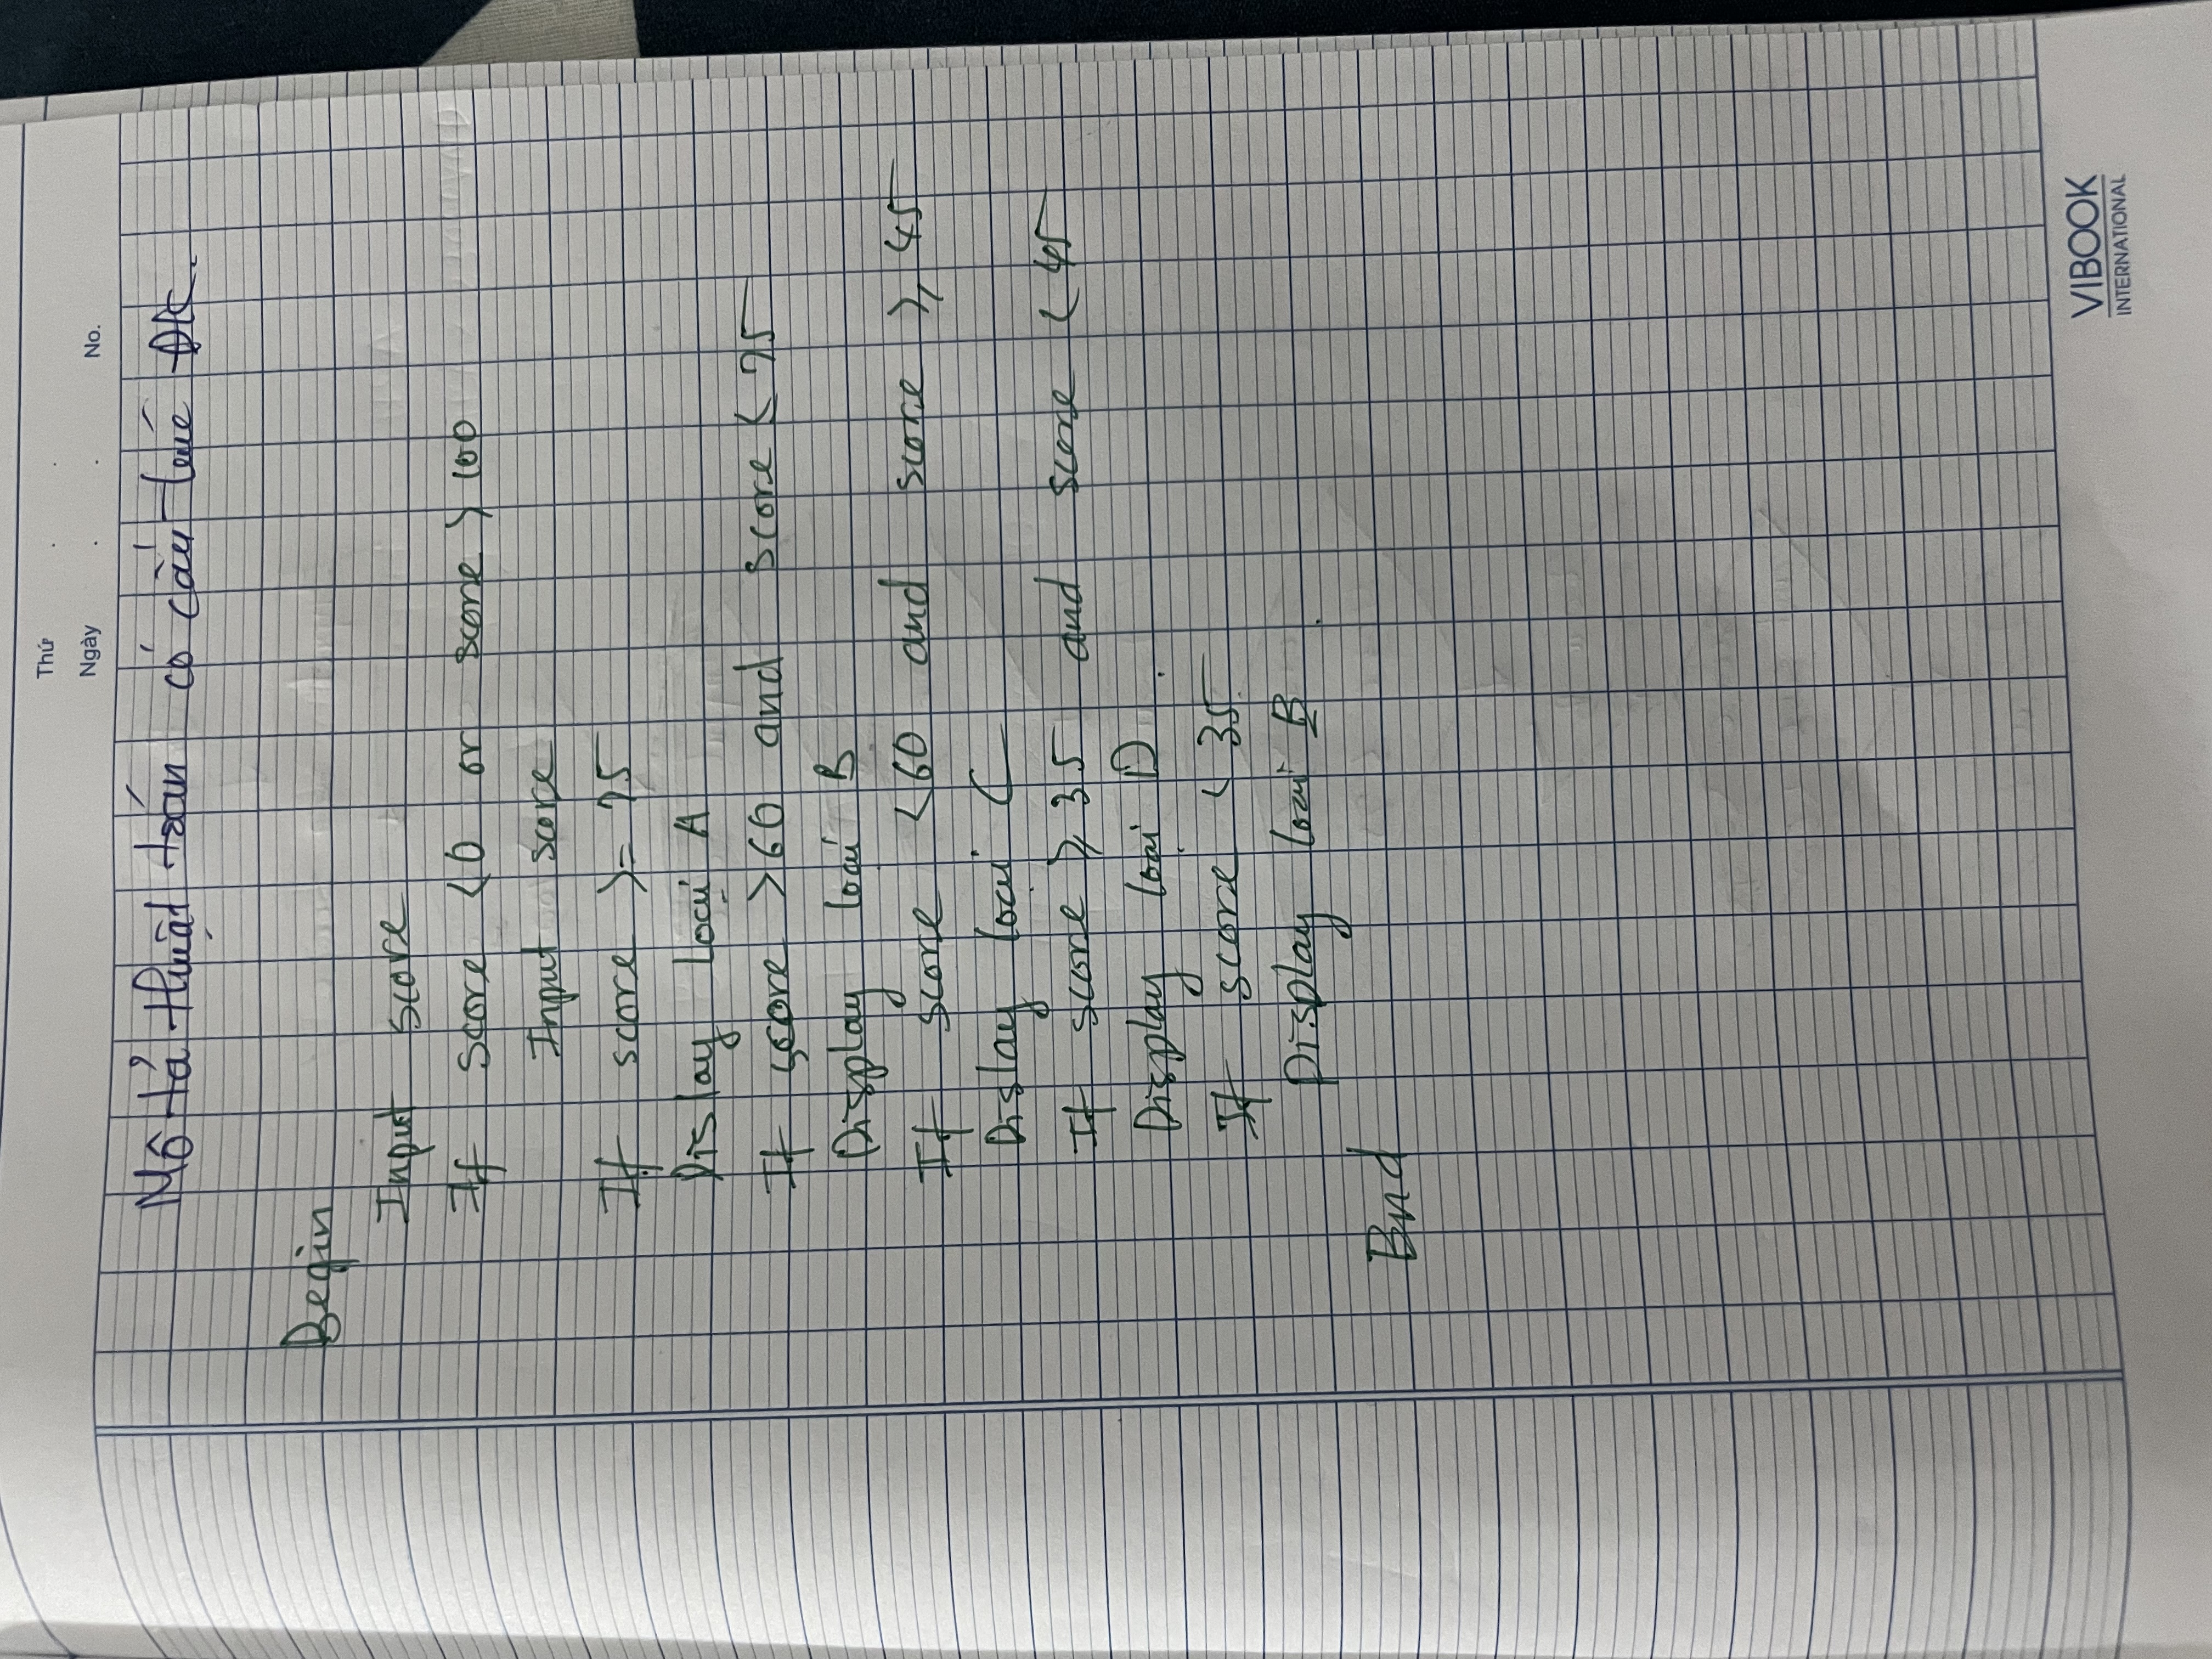 Thứ . .
Ngày . . No.
Mô tả thuật toán có cấu trúc ĐK.
Begin
Input score
If score < 0 or score > 100
Input score
If score >= 75
Display loại A
If score > 60 and score < 75
Display loại B
If score < 60 and score ⩾ 45
Display loại C
If score ⩾ 35 and score < 45
Display loại D
If score < 35
Display loại E
End
VIBOOK
INTERNATIONAL